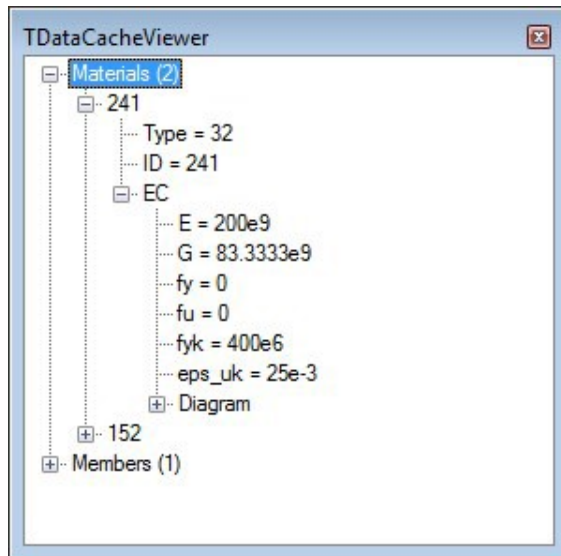 TDataCacheViewer
Materials (2)
241
Type = 32
ID = 241
EC
E = 200e9
G = 83.3333e9
fy = 0
fu = 0
fyk = 400e6
eps_uk = 25e-3
Diagram
152
Members (1)